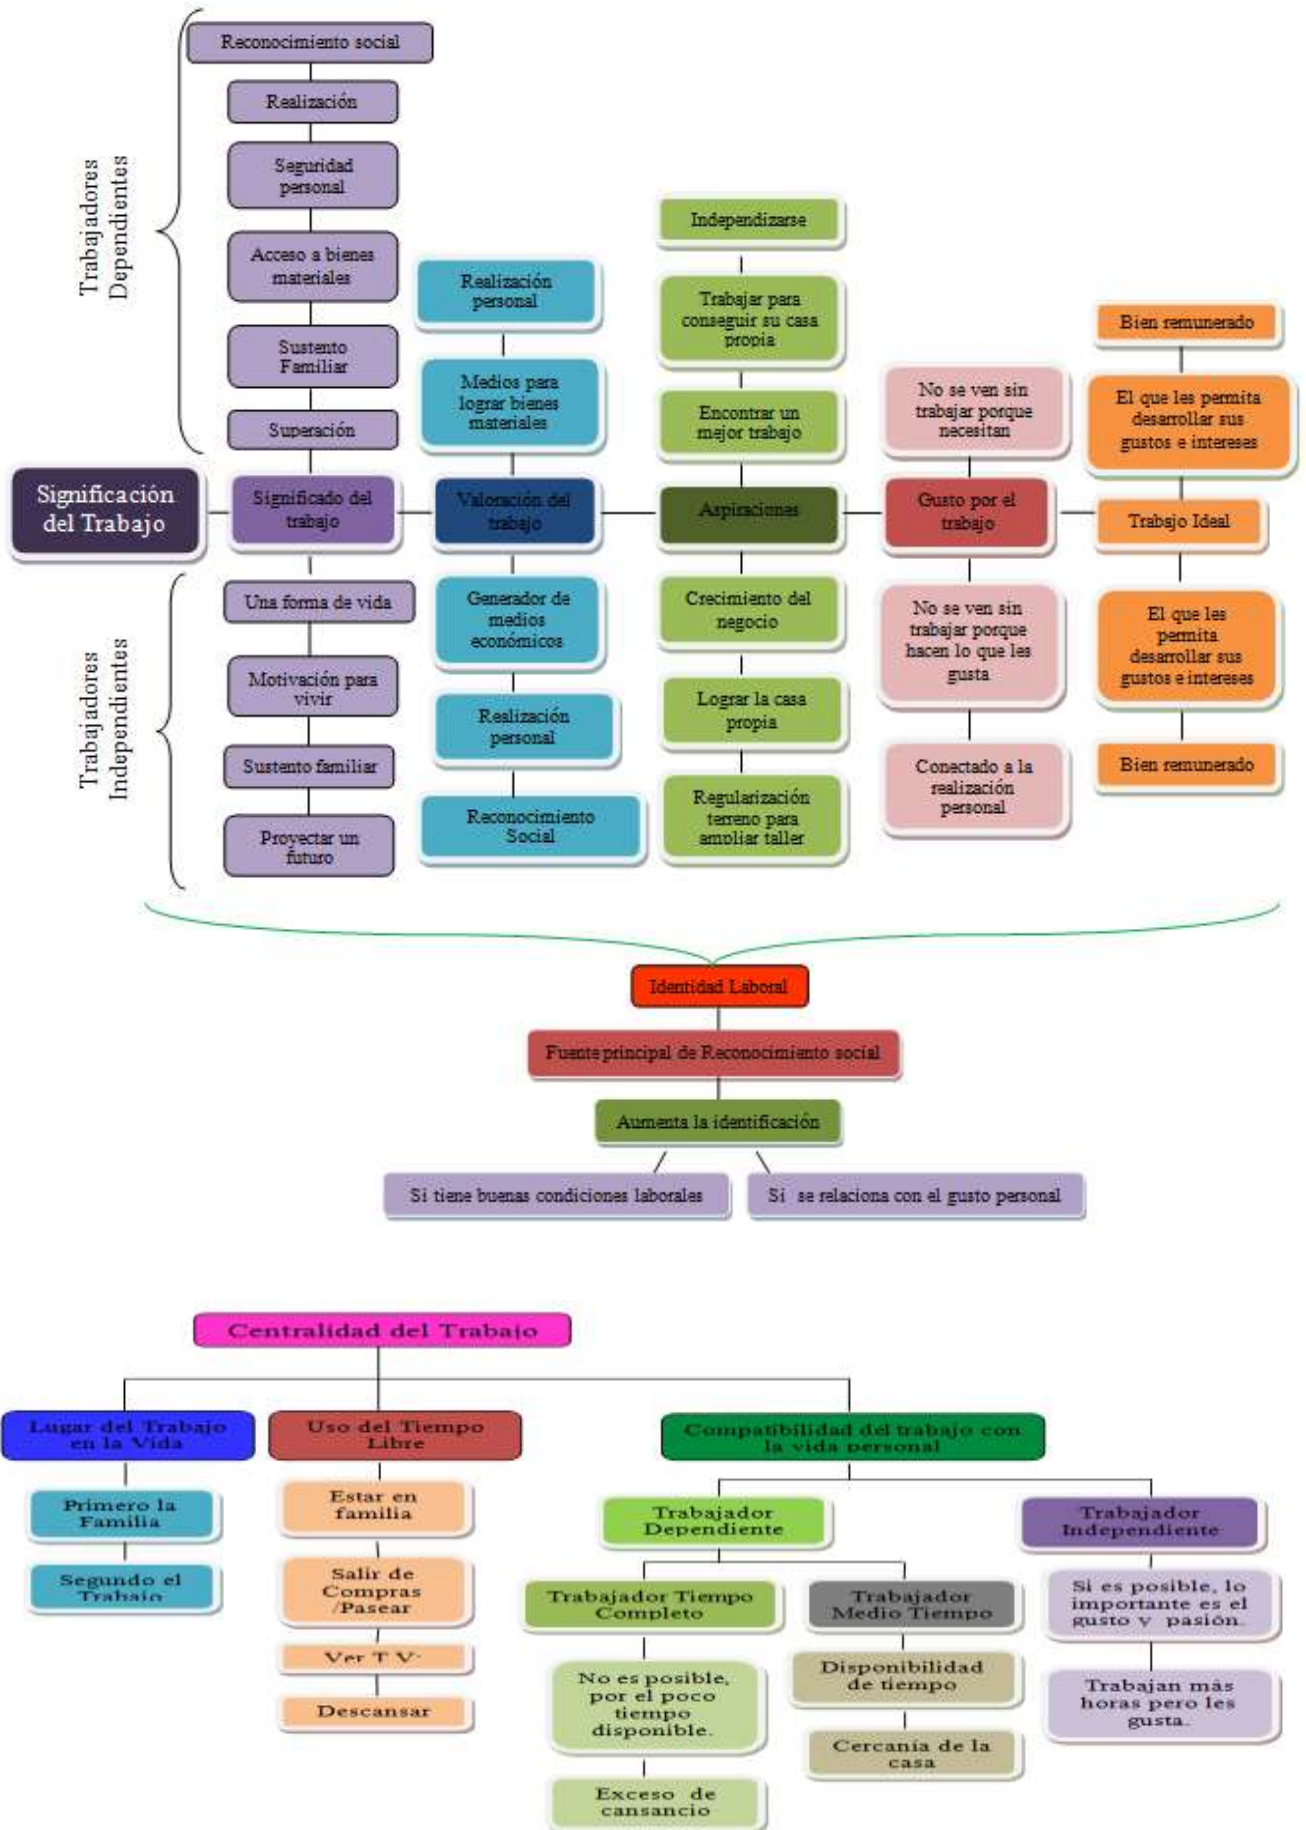 Trabajadores
Dependientes
Reconocimiento social
Realización
Seguridad
personal
Acceso a bienes
materiales
Sustento
Familiar
Superación
Realización
personal
Medios para
lograr bienes
materiales
Independizarse
Trabajar para
conseguir su casa
propia
Encontrar un
mejor trabajo
No se ven sin
trabajar porque
necesitan
Bien remunerado
El que les permita
desarrollar sus
gustos e intereses
Significación
del Trabajo
Significado del
trabajo
Valoración del
trabajo
Aspiraciones
Gusto por el
trabajo
Trabajo Ideal
Trabajadores
Independientes
Una forma de vida
Motivación para
vivir
Sustento familiar
Proyectar un
futuro
Generador de
medios
económicos
Realización
personal
Reconocimiento
Social
Crecimiento del
negocio
Lograr la casa
propia
Regularización
terreno para
ampliar taller
No se ven sin
trabajar porque
hacen lo que les
gusta
Conectado a la
realización
personal
El que les
permita
desarrollar sus
gustos e intereses
Bien remunerado
Identidad Laboral
Fuente principal de Reconocimiento social
Aumenta la identificación
Si tiene buenas condiciones laborales
Si se relaciona con el gusto personal
Centralidad del Trabajo
Lugar del Trabajo
en la Vida
Primero la
Familia
Segundo el
Trabajo
Uso del Tiempo
Libre
Estar en
familia
Salir de
Compras
/Pasear
Ver T V.
Descansar
Compatibilidad del trabajo con
la vida personal
Trabajador
Dependiente
Trabajador Tiempo
Completo
No es posible,
por el poco
tiempo
disponible.
Exceso de
cansancio
Trabajador
Medio Tiempo
Disponibilidad
de tiempo
Cercanía de la
casa
Trabajador
Independiente
Si es posible, lo
importante es el
gusto y pasión.
Trabajan más
horas pero les
gusta.